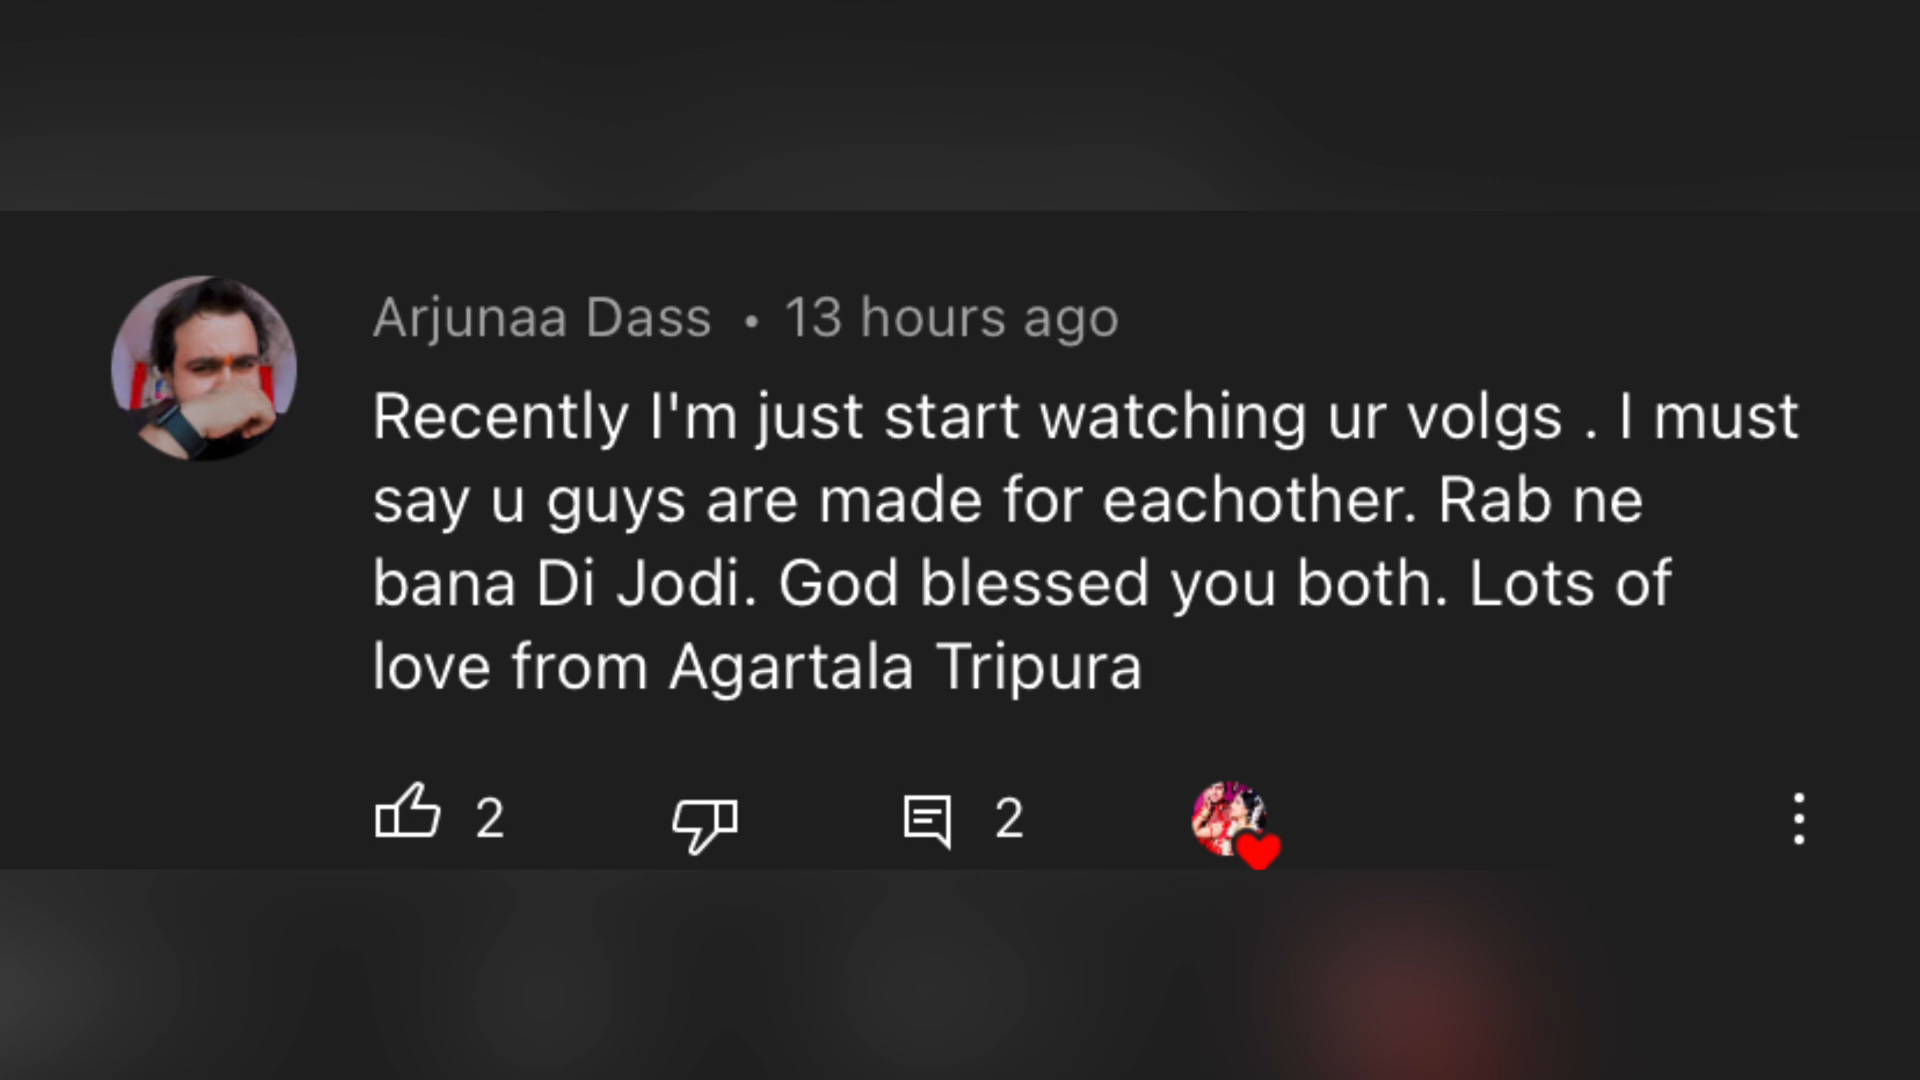 Arjunaa Dass • 13 hours ago
Recently I'm just start watching ur volgs . I must
say u guys are made for eachother. Rab ne
bana Di Jodi. God blessed you both. Lots of
love from Agartala Tripura
2 2